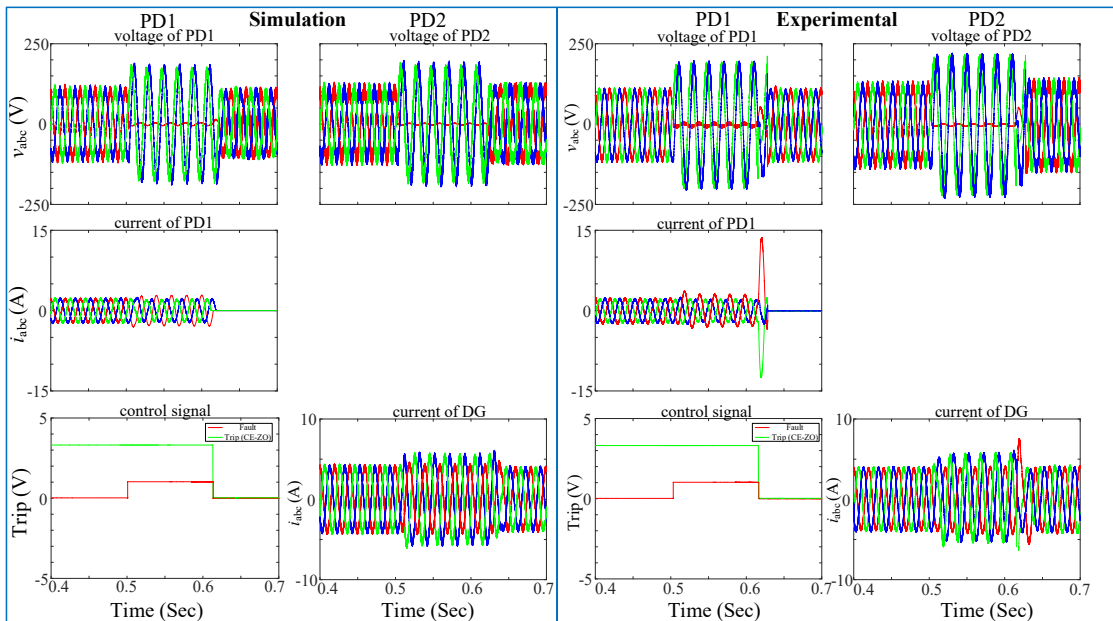 PD1 Simulation PD2
voltage of PD1 voltage of PD2
250
0
-250
vabc (V)
current of PD1
15
0
-15
iabc (A)
control signal
Fault
Trip (CE-ZO)
5
0
-5
Trip (V)
0.4 0.5 0.6 0.7
Time (Sec)
current of DG
10
0
-10
iabc (A)
0.4 0.5 0.6 0.7
Time (Sec)
PD1 Experimental PD2
voltage of PD1 voltage of PD2
250
0
-250
vabc (V)
current of PD1
15
0
-15
iabc (A)
control signal
Fault
Trip (CE-ZO)
5
0
-5
Trip (V)
0.4 0.5 0.6 0.7
Time (Sec)
current of DG
10
0
-10
iabc (A)
0.4 0.5 0.6 0.7
Time (Sec)